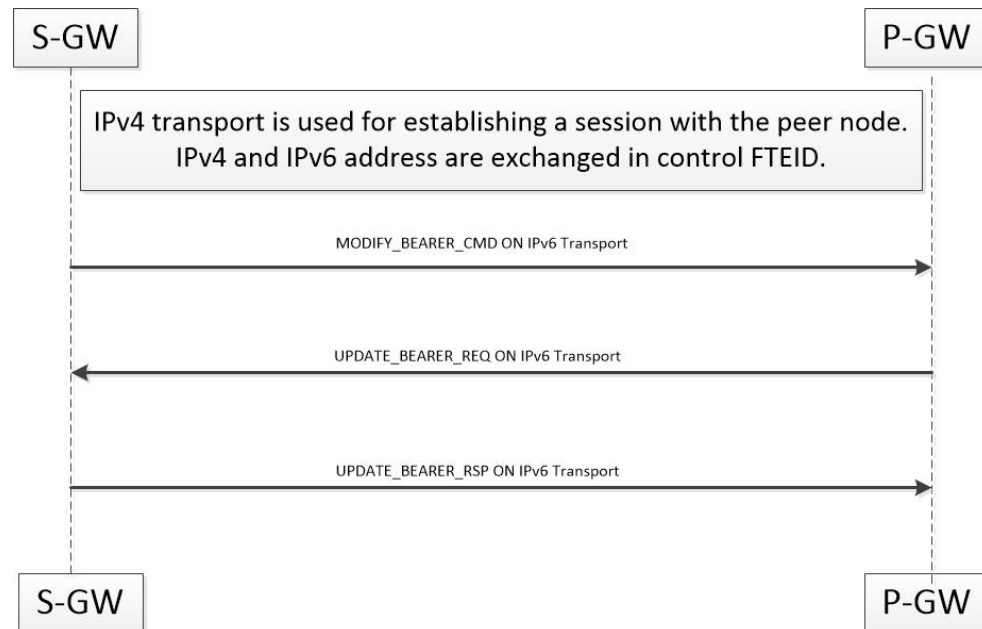 S-GW P-GW
IPv4 transport is used for establishing a session with the peer node.
IPv4 and IPv6 address are exchanged in control FTEID.
MODIFY_BEARER_CMD ON IPv6 Transport
UPDATE_BEARER_REQ ON IPv6 Transport
UPDATE_BEARER_RSP ON IPv6 Transport
S-GW P-GW